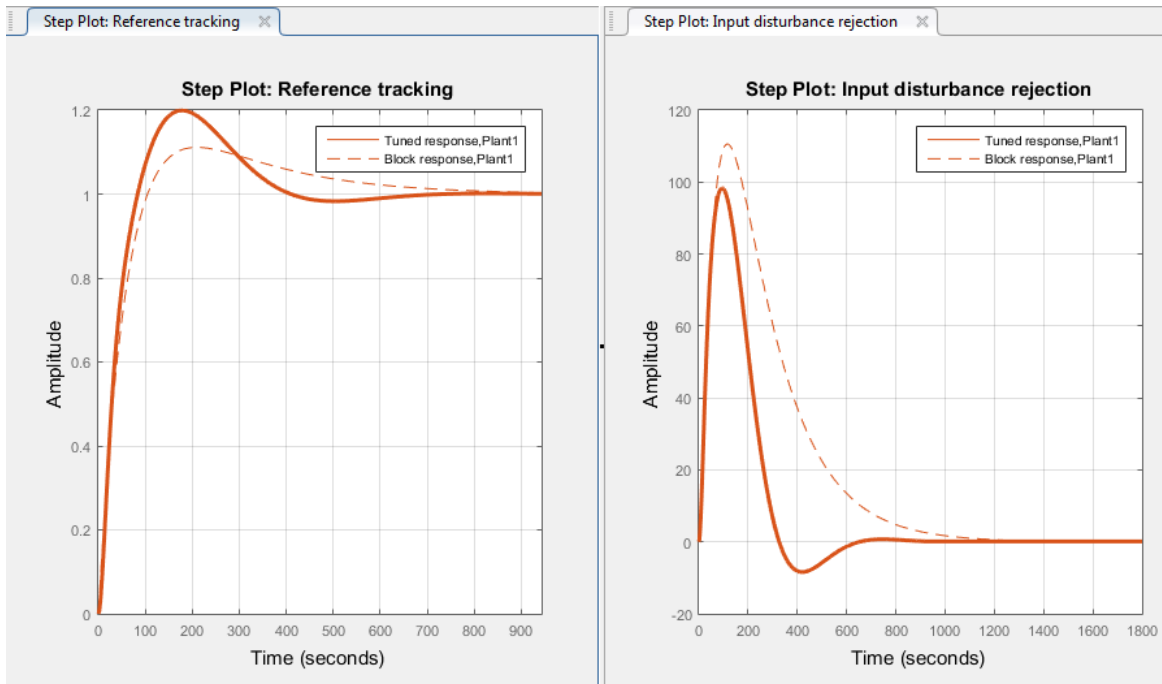 Step Plot: Reference tracking
Step Plot: Input disturbance rejection
Step Plot: Reference tracking
1.2
1
0.8
0.6
0.4
0.2
0
Amplitude
Tuned response,Plant1
Block response,Plant1
0 100 200 300 400 500 600 700 800 900
Time (seconds)
Step Plot: Input disturbance rejection
120
100
80
60
40
20
0
-20
Amplitude
Tuned response,Plant1
Block response,Plant1
0 200 400 600 800 1000 1200 1400 1600 1800
Time (seconds)